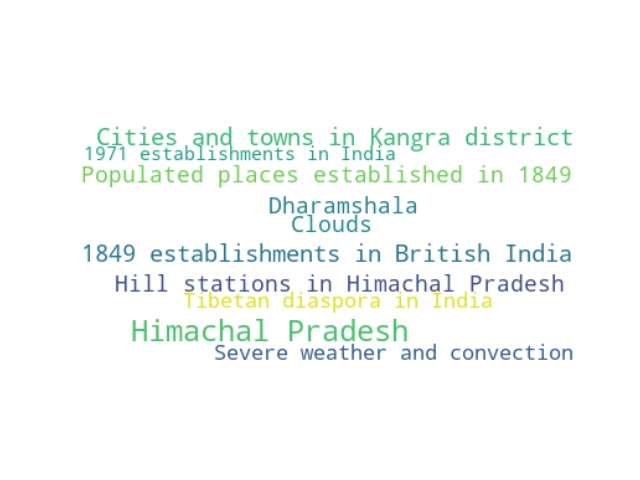 Cities and towns in Kangra district
1971 establishments in India
Populated places established in 1849
Dharamshala
Clouds
1849 establishments in British India
Hill stations in Himachal Pradesh
Tibetan diaspora in India
Himachal Pradesh
Severe weather and convection